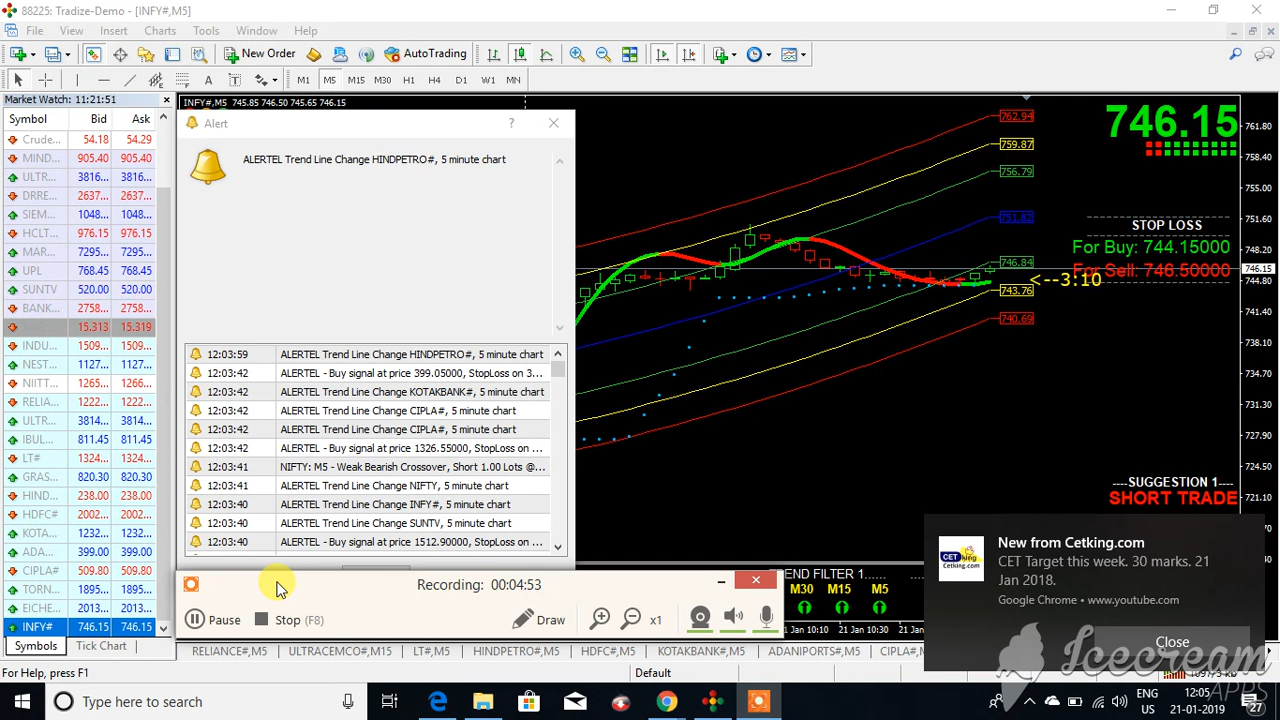 88225: Tradize-Demo - [INFY#,M5]
File View Insert Charts Tools Window Help
New Order AutoTrading
M1 M5 M15 M30 H1 H4 D1 W1 MN
Market Watch: 11:21:51
Symbol Bid Ask
Crude... 54.18 54.29
MIND... 905.40 905.40
ULTR... 3816... 3816...
DRRE... 2637... 2637...
SIEM... 1048... 1048...
HCLT... 976.15 976.15
MAR... 7295... 7295...
UPL 768.45 768.45
SUNTV 520.00 520.00
BANK... 2758... 2758...
15.313 15.319
INDU... 1509... 1509...
NEST... 1127... 1127...
NIITT... 1265... 1265...
RELIA... 1222... 1222...
ULTR... 3814... 3814...
IBUL... 811.45 811.45
LT# 1324... 1324...
GRAS... 820.30 820.30
HIND... 238.00 238.00
HDFC# 2002... 2002...
KOTA... 1232... 1232...
ADA... 399.00 399.00
CIPLA# 509.80 509.80
TORN... 1895... 1895...
EICHE... 2013... 2013...
INFY# 746.15 746.15
Symbols Tick Chart
INFY#,M5 745.85 746.50 745.65 746.15
Alert ?
ALERTEL Trend Line Change HINDPETRO#, 5 minute chart
12:03:59 ALERTEL Trend Line Change HINDPETRO#, 5 minute chart
12:03:42 ALERTEL - Buy signal at price 399.05000, StopLoss on 3...
12:03:42 ALERTEL Trend Line Change KOTAKBANK#, 5 minute chart
12:03:42 ALERTEL Trend Line Change CIPLA#, 5 minute chart
12:03:42 ALERTEL Trend Line Change CIPLA#, 5 minute chart
12:03:42 ALERTEL - Buy signal at price 1326.55000, StopLoss on ...
12:03:41 NIFTY: M5 - Weak Bearish Crossover, Short 1.00 Lots @...
12:03:41 ALERTEL Trend Line Change NIFTY, 5 minute chart
12:03:40 ALERTEL Trend Line Change INFY#, 5 minute chart
12:03:40 ALERTEL Trend Line Change SUNTV, 5 minute chart
12:03:40 ALERTEL - Buy signal at price 1512.90000, StopLoss on ...
Recording: 00:04:53
Pause Stop (F8) Draw x1
762.94
759.87
756.79
751.82
746.84
743.76
740.69
746.15
STOP LOSS
For Buy: 744.15000
For Sell: 746.50000
<--3:10
----SUGGESTION 1----
SHORT TRADE
761.80
758.40
755.00
751.60
748.20
746.15
744.80
741.40
738.10
734.70
731.30
727.90
724.50
721.10
TREND FILTER 1......
M30 M15 M5
Jan 10:10 21 Jan 10:30 21 Jan
New from Cetking.com
CET Target this week. 30 marks. 21
Jan 2018.
Google Chrome • www.youtube.com
Close
CETking
Cetking.com
RELIANCE#,M5 ULTRACEMCO#,M15 LT#,M5 HINDPETRO#,M5 HDFC#,M5 KOTAKBANK#,M5 ADANIPORTS#,M5 CIPLA#,
For Help, press F1
Default
Icecream
APPS
Type here to search
ENG
US
12:05
21-01-2019
27